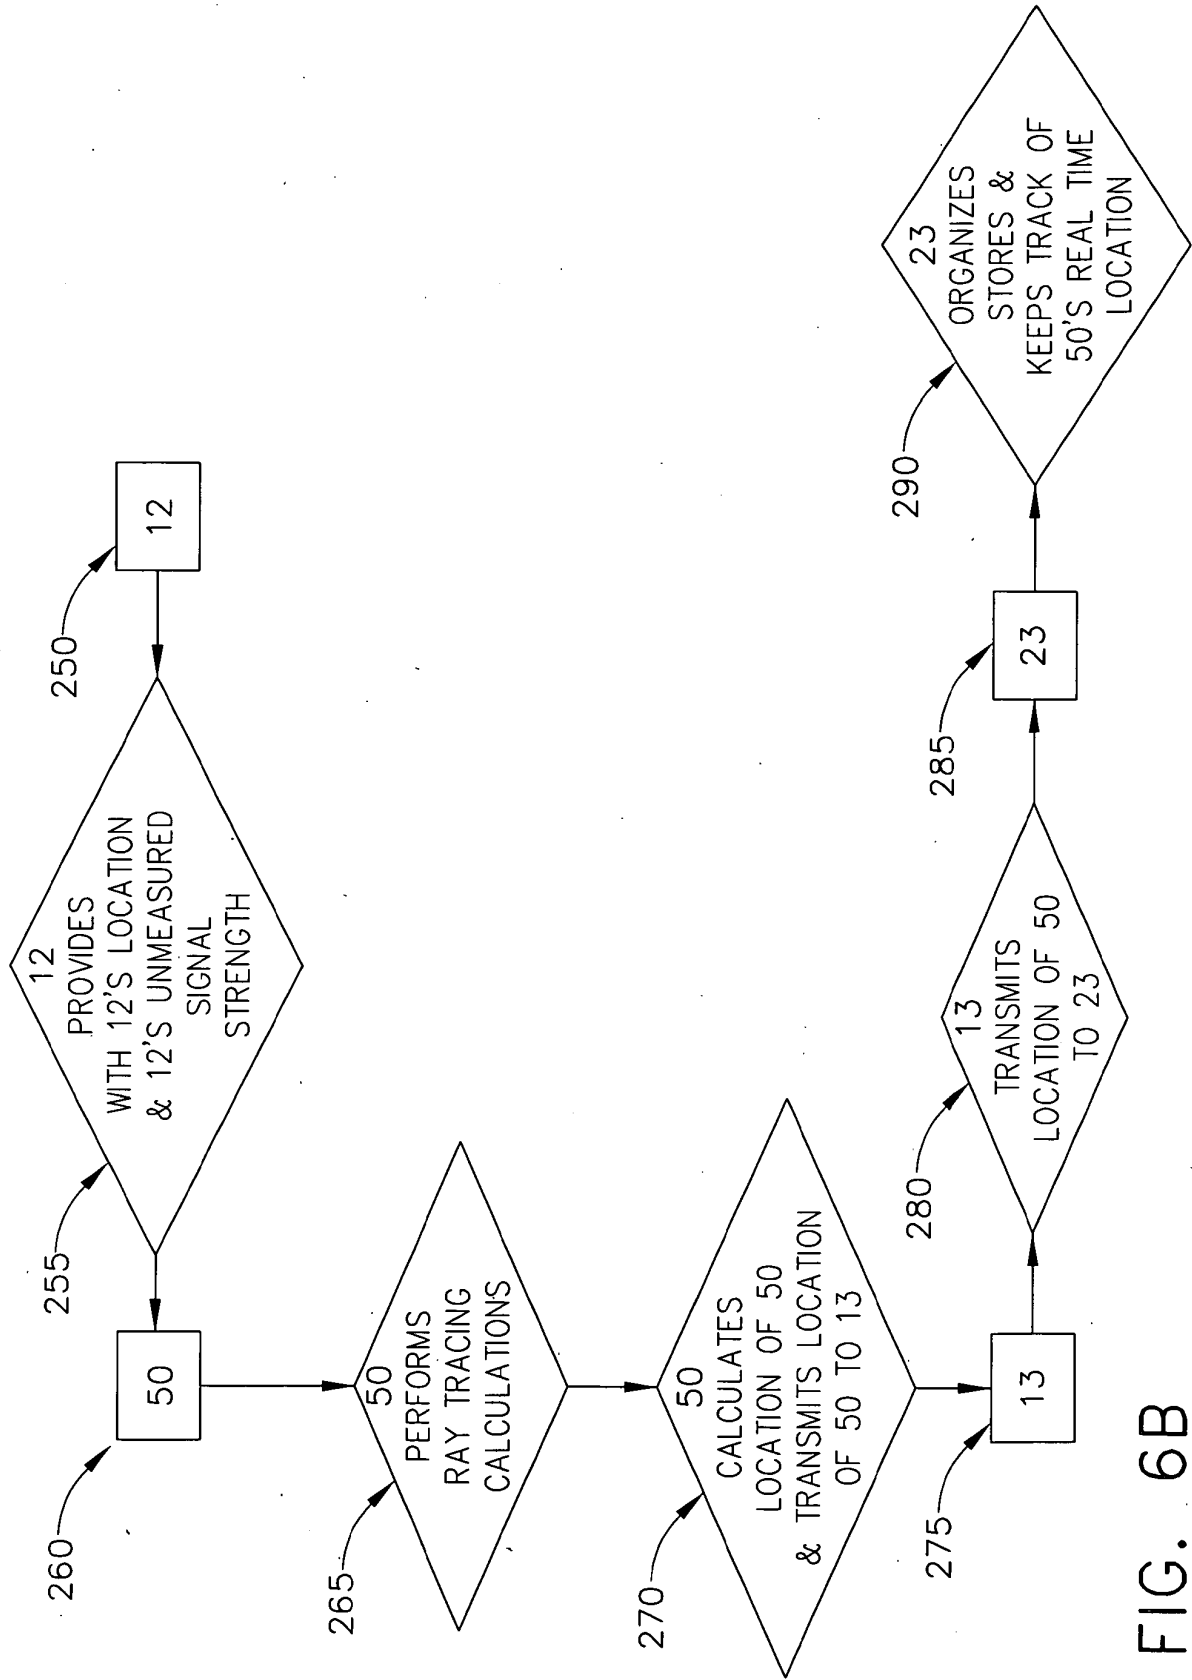 250
12
255
12
PROVIDES
WITH 12'S LOCATION
& 12'S UNMEASURED
SIGNAL
STRENGTH
260
50
265
50
PERFORMS
RAY TRACING
CALCULATIONS
270
50
CALCULATES
LOCATION OF 50
& TRANSMITS LOCATION
OF 50 TO 13
275
13
280
13
TRANSMITS
LOCATION OF 50
TO 23
285
23
290
23
ORGANIZES
STORES &
KEEPS TRACK OF
50'S REAL TIME
LOCATION
FIG. 6B